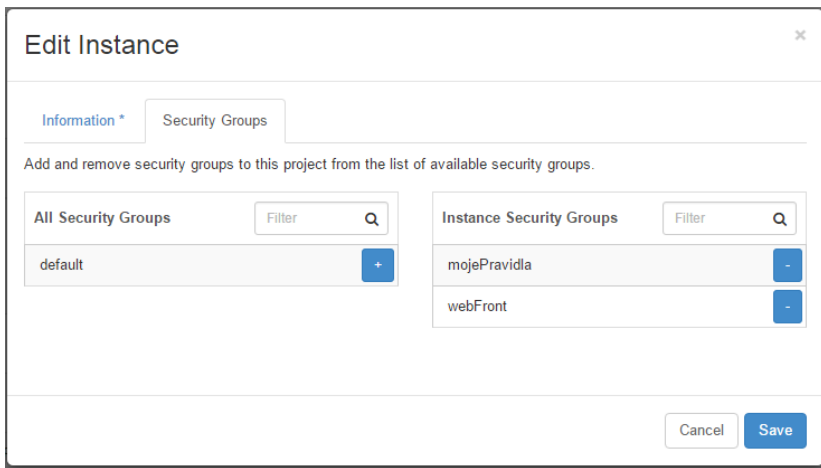 Edit Instance
×
Information *
Security Groups
Add and remove security groups to this project from the list of available security groups.
All Security Groups
Filter
default
+
Instance Security Groups
Filter
mojePravidla
-
webFront
-
Cancel
Save